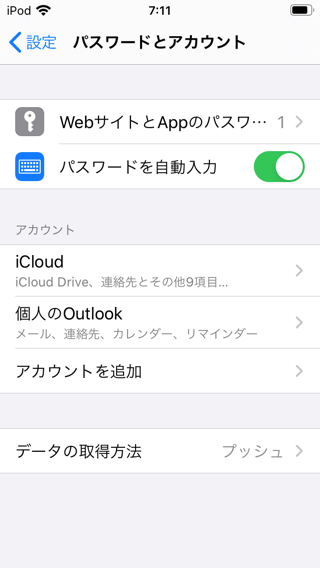 iPod 7:11
設定 パスワードとアカウント
WebサイトとAppのパスワ… 1
パスワードを自動入力
アカウント
iCloud
iCloud Drive、連絡先とその他9項目...
個人のOutlook
メール、連絡先、カレンダー、リマインダー
アカウントを追加
データの取得方法 プッシュ